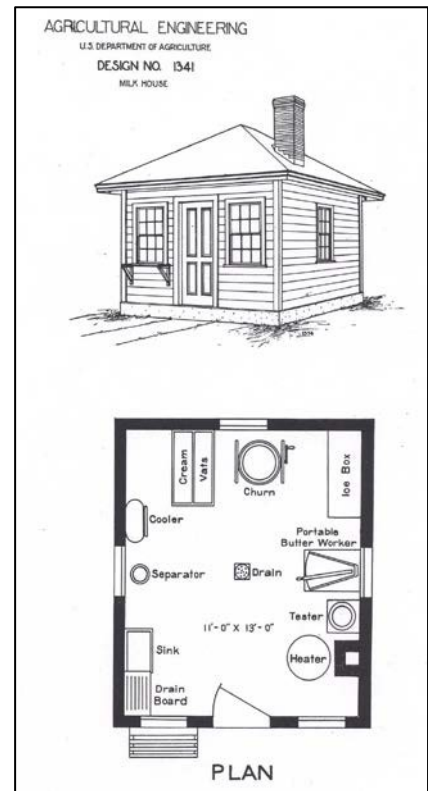 AGRICULTURAL ENGINEERING
U.S. DEPARTMENT OF AGRICULTURE
DESIGN NO. 1341
MILK HOUSE
Cream
Vats
Churn
Ice Box
Cooler
Portable
Butter Worker
Separator
Drain
Tester
11'-0" X 13'-0"
Sink
Heater
Drain
Board
PLAN